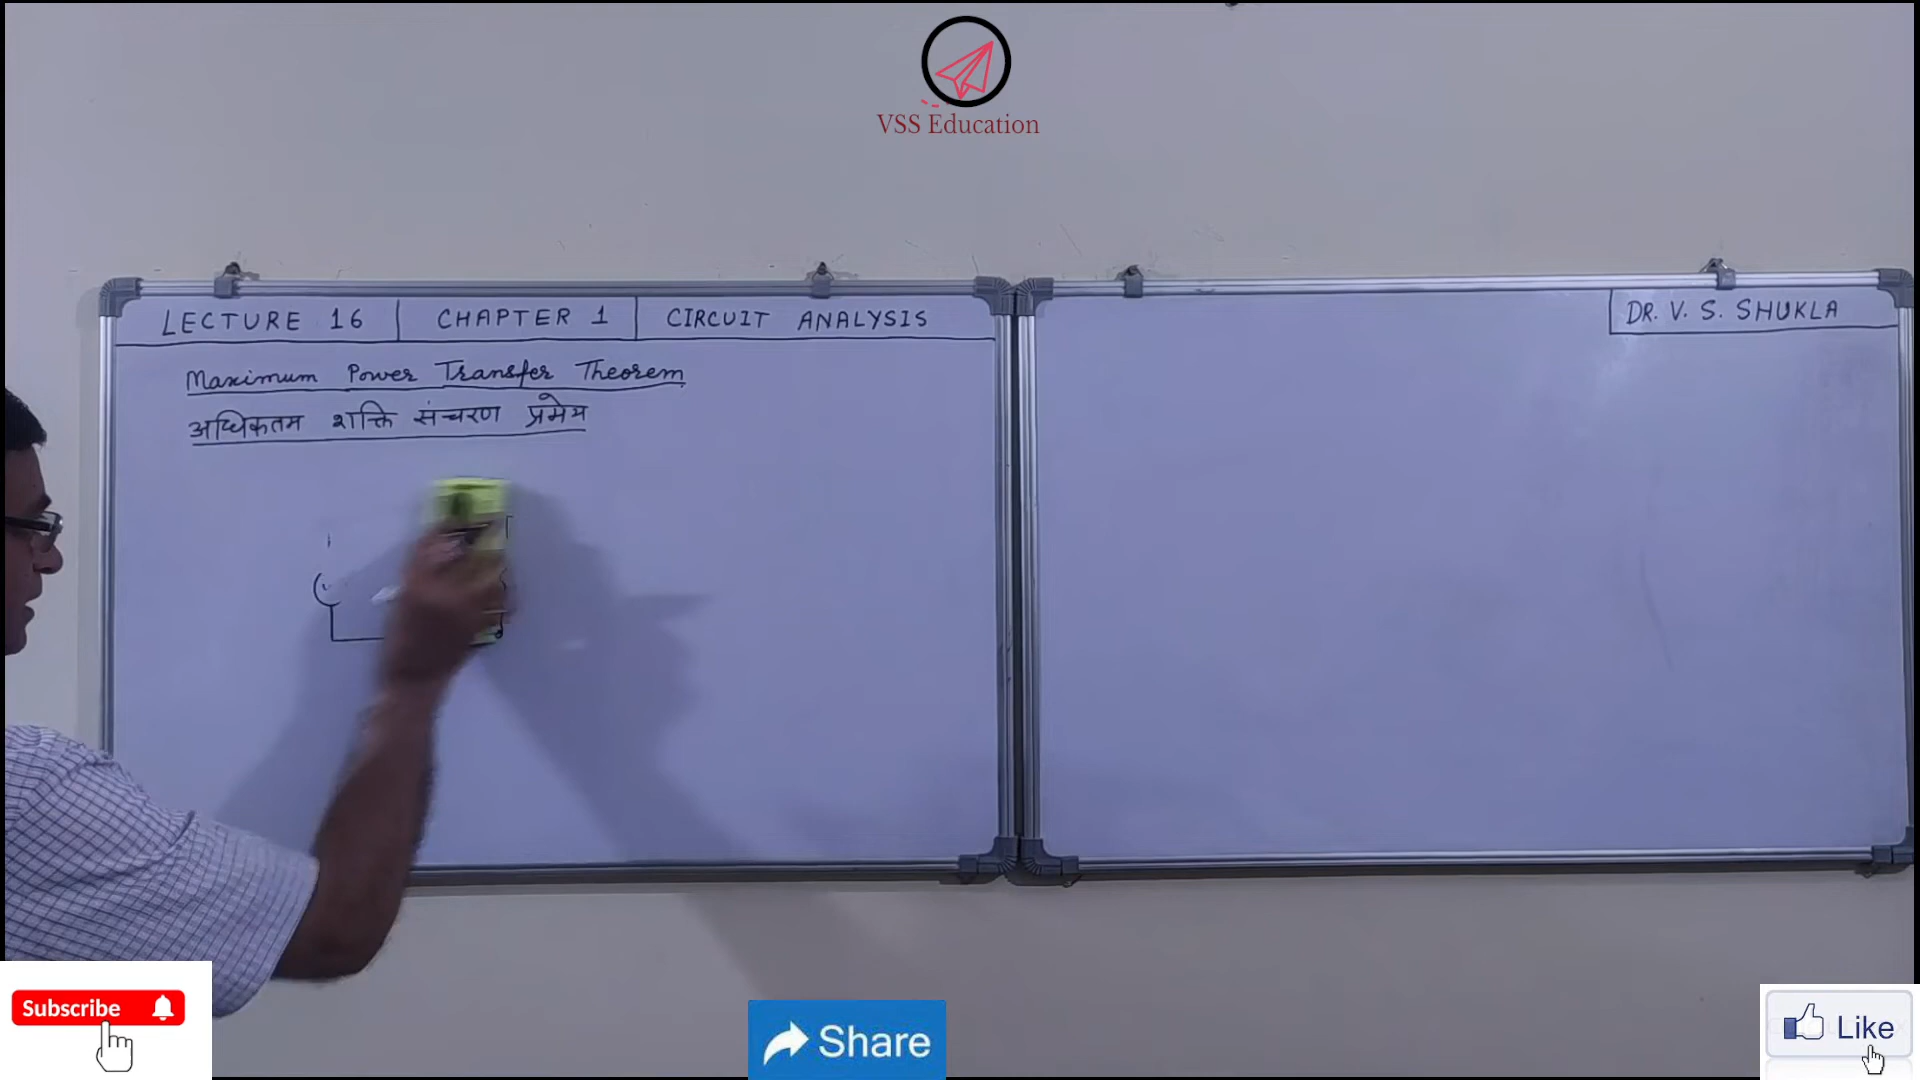 VSS Education
LECTURE 16 | CHAPTER 1 | CIRCUIT ANALYSIS
DR. V. S. SHUKLA
Maximum Power Transfer Theorem
अधिकतम शक्ति संचरण प्रमेय
Subscribe
Share
Like